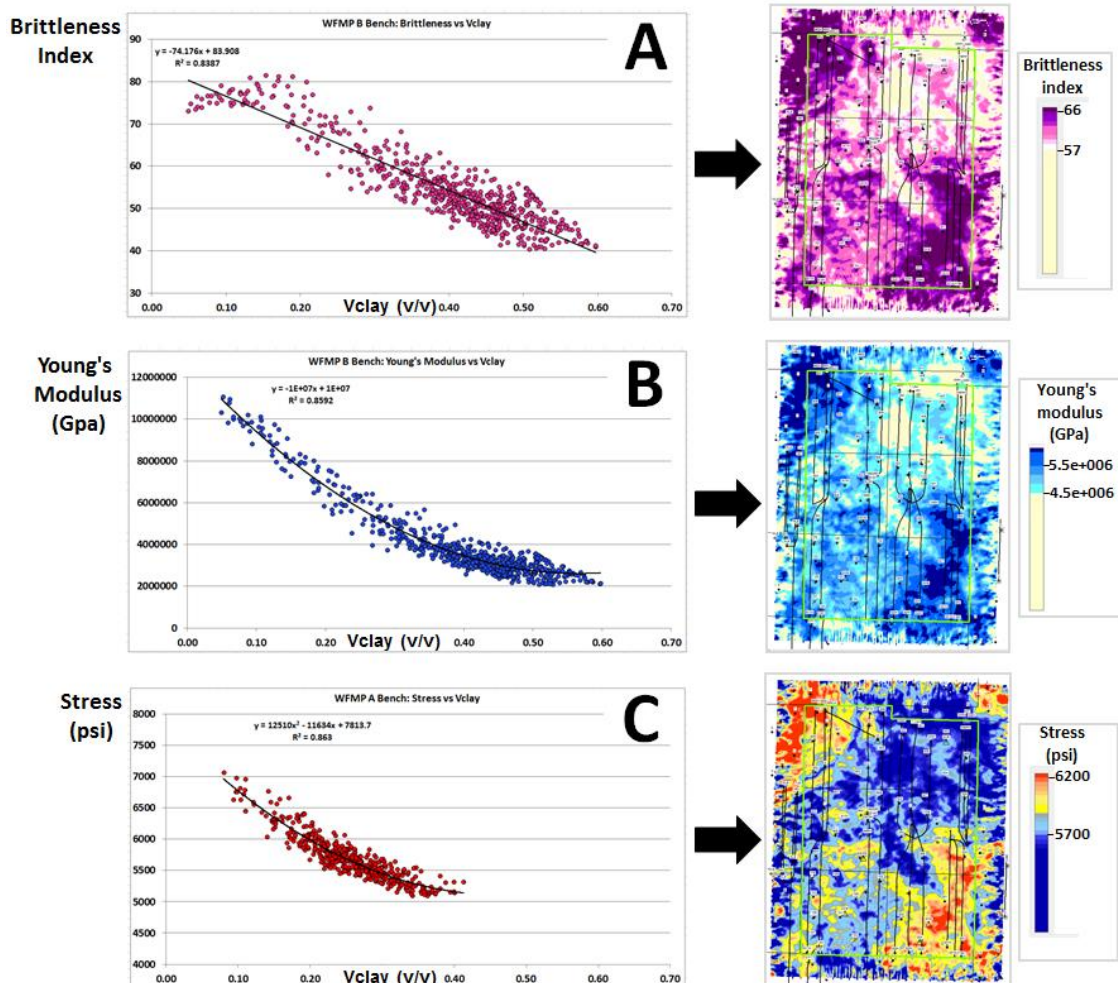 Brittleness
Index
WFMP B Bench: Brittleness vs Vclay
A
y = -74.176x + 83.908
R² = 0.8387
90
80
70
60
50
40
30
0.00 0.10 0.20 0.30 0.40 0.50 0.60 0.70
Vclay (v/v)
Brittleness
index
66
57
Young's
Modulus
(Gpa)
WFMP B Bench: Young's Modulus vs Vclay
B
y = -1E+07x + 1E+07
R² = 0.8592
12000000
10000000
8000000
6000000
4000000
2000000
0
0.00 0.10 0.20 0.30 0.40 0.50 0.60 0.70
Vclay (v/v)
Young's
modulus
(GPa)
5.5e+006
4.5e+006
Stress
(psi)
WFMP A Bench: Stress vs Vclay
C
y = 12510x² - 11634x + 7813.7
R² = 0.863
8000
7500
7000
6500
6000
5500
5000
4500
4000
0.00 0.10 0.20 0.40 0.50 0.60 0.70
Vclay (v/v)
Stress
(psi)
6200
5700